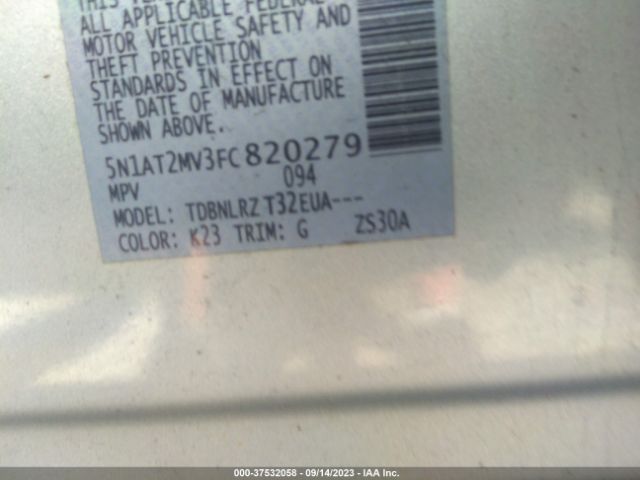 THIS
ALL APPLICABLE FEDERAL
MOTOR VEHICLE SAFETY AND
THEFT PREVENTION
STANDARDS IN EFFECT ON
THE DATE OF MANUFACTURE
SHOWN ABOVE.
5N1AT2MV3FC820279
MPV 094
MODEL: TDBNLRZ T32EUA---
COLOR: K23 TRIM: G ZS30A
000-37532058 - 09/14/2023 - IAA Inc.